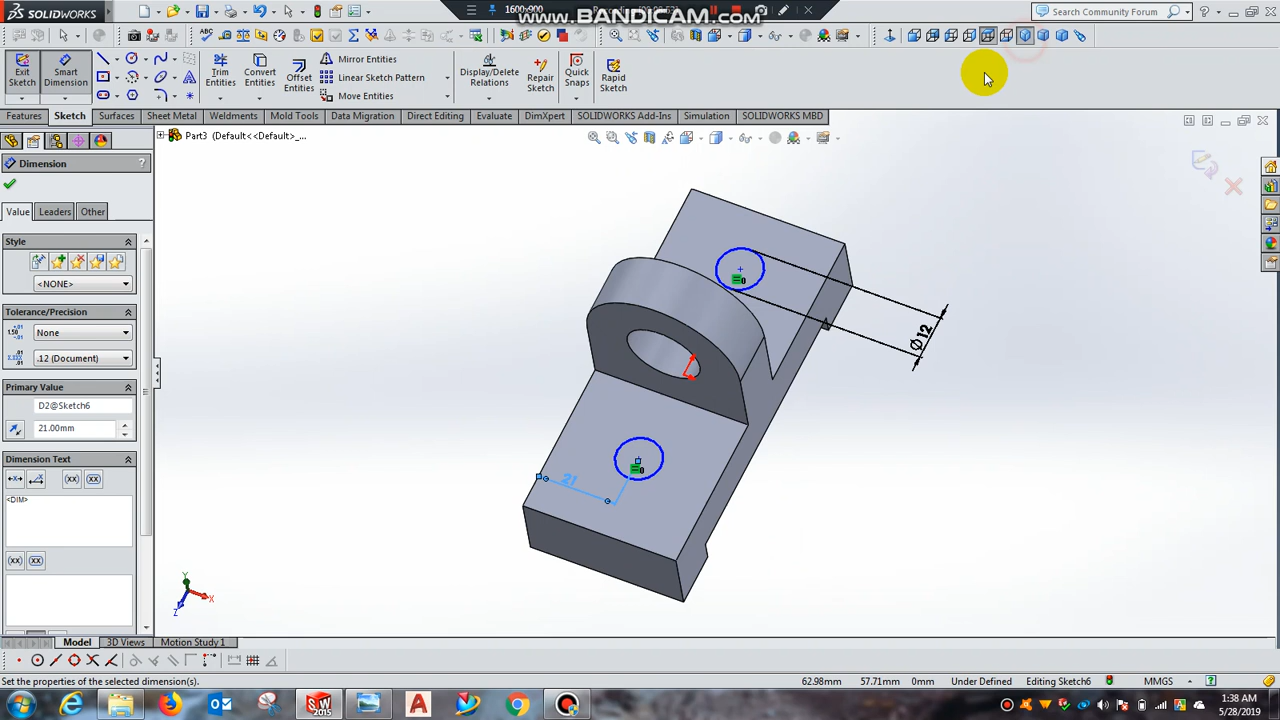 SOLIDWORKS
1600x900
www.BANDICAM.com
Search Community Forum
Exit Sketch
Smart Dimension
Trim Entities
Convert Entities
Offset Entities
Mirror Entities
Linear Sketch Pattern
Move Entities
Display/Delete Relations
Repair Sketch
Quick Snaps
Rapid Sketch
Features
Sketch
Surfaces
Sheet Metal
Weldments
Mold Tools
Data Migration
Direct Editing
Evaluate
DimXpert
SOLIDWORKS Add-Ins
Simulation
SOLIDWORKS MBD
Part3 (Default<<Default>_...
Dimension
?
Value
Leaders
Other
Style
<NONE>
Tolerance/Precision
None
.12 (Document)
Primary Value
D2@Sketch6
21.00mm
Dimension Text
<DIM>
Ø12
21
Y
X
Z
Model
3D Views
Motion Study 1
Set the properties of the selected dimension(s).
62.98mm
57.71mm
0mm
Under Defined
Editing Sketch6
MMGS
1:38 AM
5/28/2019